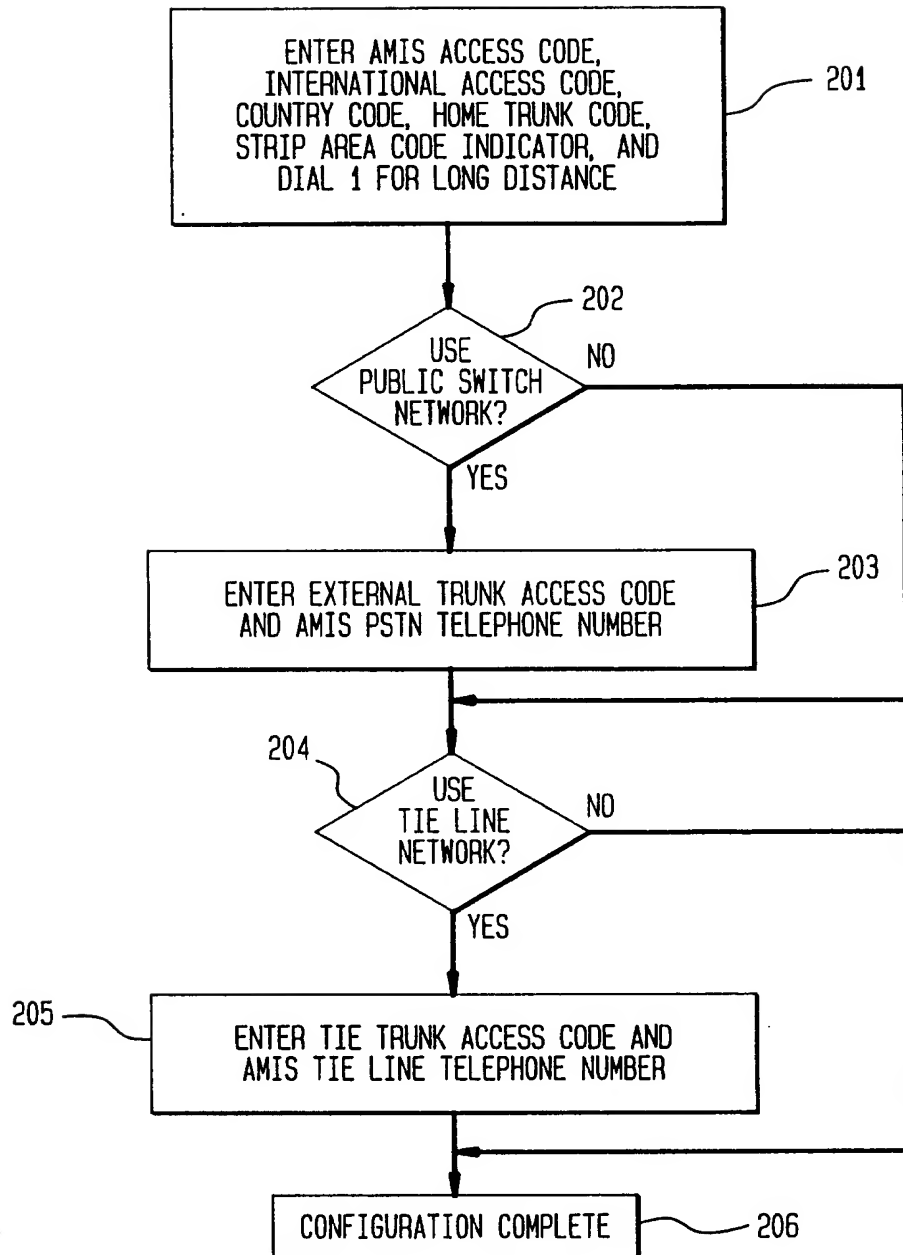 ENTER AMIS ACCESS CODE,
INTERNATIONAL ACCESS CODE,
COUNTRY CODE, HOME TRUNK CODE,
STRIP AREA CODE INDICATOR, AND
DIAL 1 FOR LONG DISTANCE
201
202
USE
PUBLIC SWITCH
NETWORK?
NO
YES
203
ENTER EXTERNAL TRUNK ACCESS CODE
AND AMIS PSTN TELEPHONE NUMBER
204
USE
TIE LINE
NETWORK?
NO
YES
205
ENTER TIE TRUNK ACCESS CODE AND
AMIS TIE LINE TELEPHONE NUMBER
CONFIGURATION COMPLETE
206